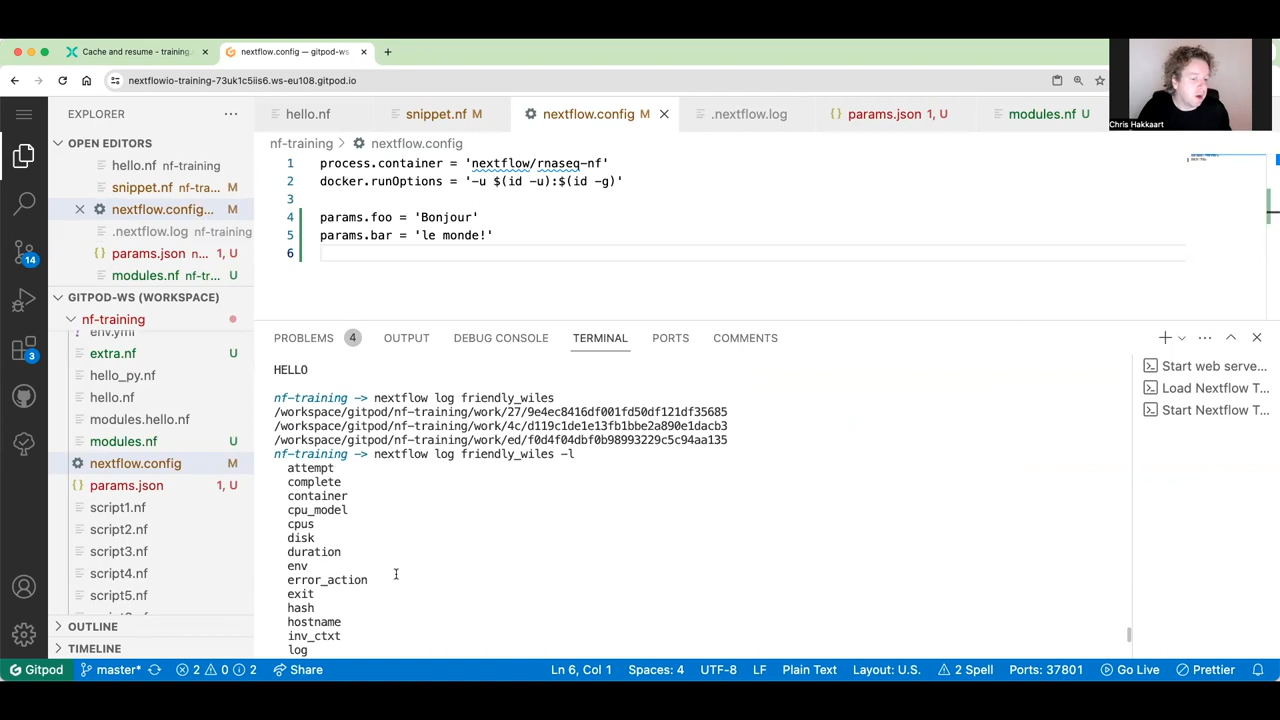 Cache and resume - training.
nextflow.config — gitpod-ws
nextflowio-training-73uk1c5iis6.ws-eu108.gitpod.io
Chris Hakkaart
EXPLORER
OPEN EDITORS
hello.nf nf-training
snippet.nf nf-tra... M
nextflow.config... M
.nextflow.log nf-training
params.json n... 1, U
modules.nf nf-tr... U
GITPOD-WS (WORKSPACE)
nf-training
env.yml
extra.nf U
hello_py.nf
hello.nf
modules.hello.nf
modules.nf U
nextflow.config M
params.json 1, U
script1.nf
script2.nf
script3.nf
script4.nf
script5.nf
OUTLINE
TIMELINE
14
3
hello.nf
snippet.nf M
nextflow.config M
.nextflow.log
params.json 1, U
modules.nf U
nf-training > nextflow.config
1 process.container = 'nextflow/rnaseq-nf'
2 docker.runOptions = '-u $(id -u):$(id -g)'
3
4 params.foo = 'Bonjour'
5 params.bar = 'le monde!'
6
PROBLEMS 4 OUTPUT DEBUG CONSOLE TERMINAL PORTS COMMENTS
HELLO
nf-training -> nextflow log friendly_wiles
/workspace/gitpod/nf-training/work/27/9e4ec8416df001fd50df121df35685
/workspace/gitpod/nf-training/work/4c/d119c1de1e13fb1bbe2a890e1dacb3
/workspace/gitpod/nf-training/work/ed/f0d4f04dbf0b98993229c5c94aa135
nf-training -> nextflow log friendly_wiles -l
attempt
complete
container
cpu_model
cpus
disk
duration
env
error_action
exit
hash
hostname
inv_ctxt
log
Start web serve...
Load Nextflow T...
Start Nextflow T...
Gitpod master* 2 0 2 Share Ln 6, Col 1 Spaces: 4 UTF-8 LF Plain Text Layout: U.S. 2 Spell Ports: 37801 Go Live Prettier